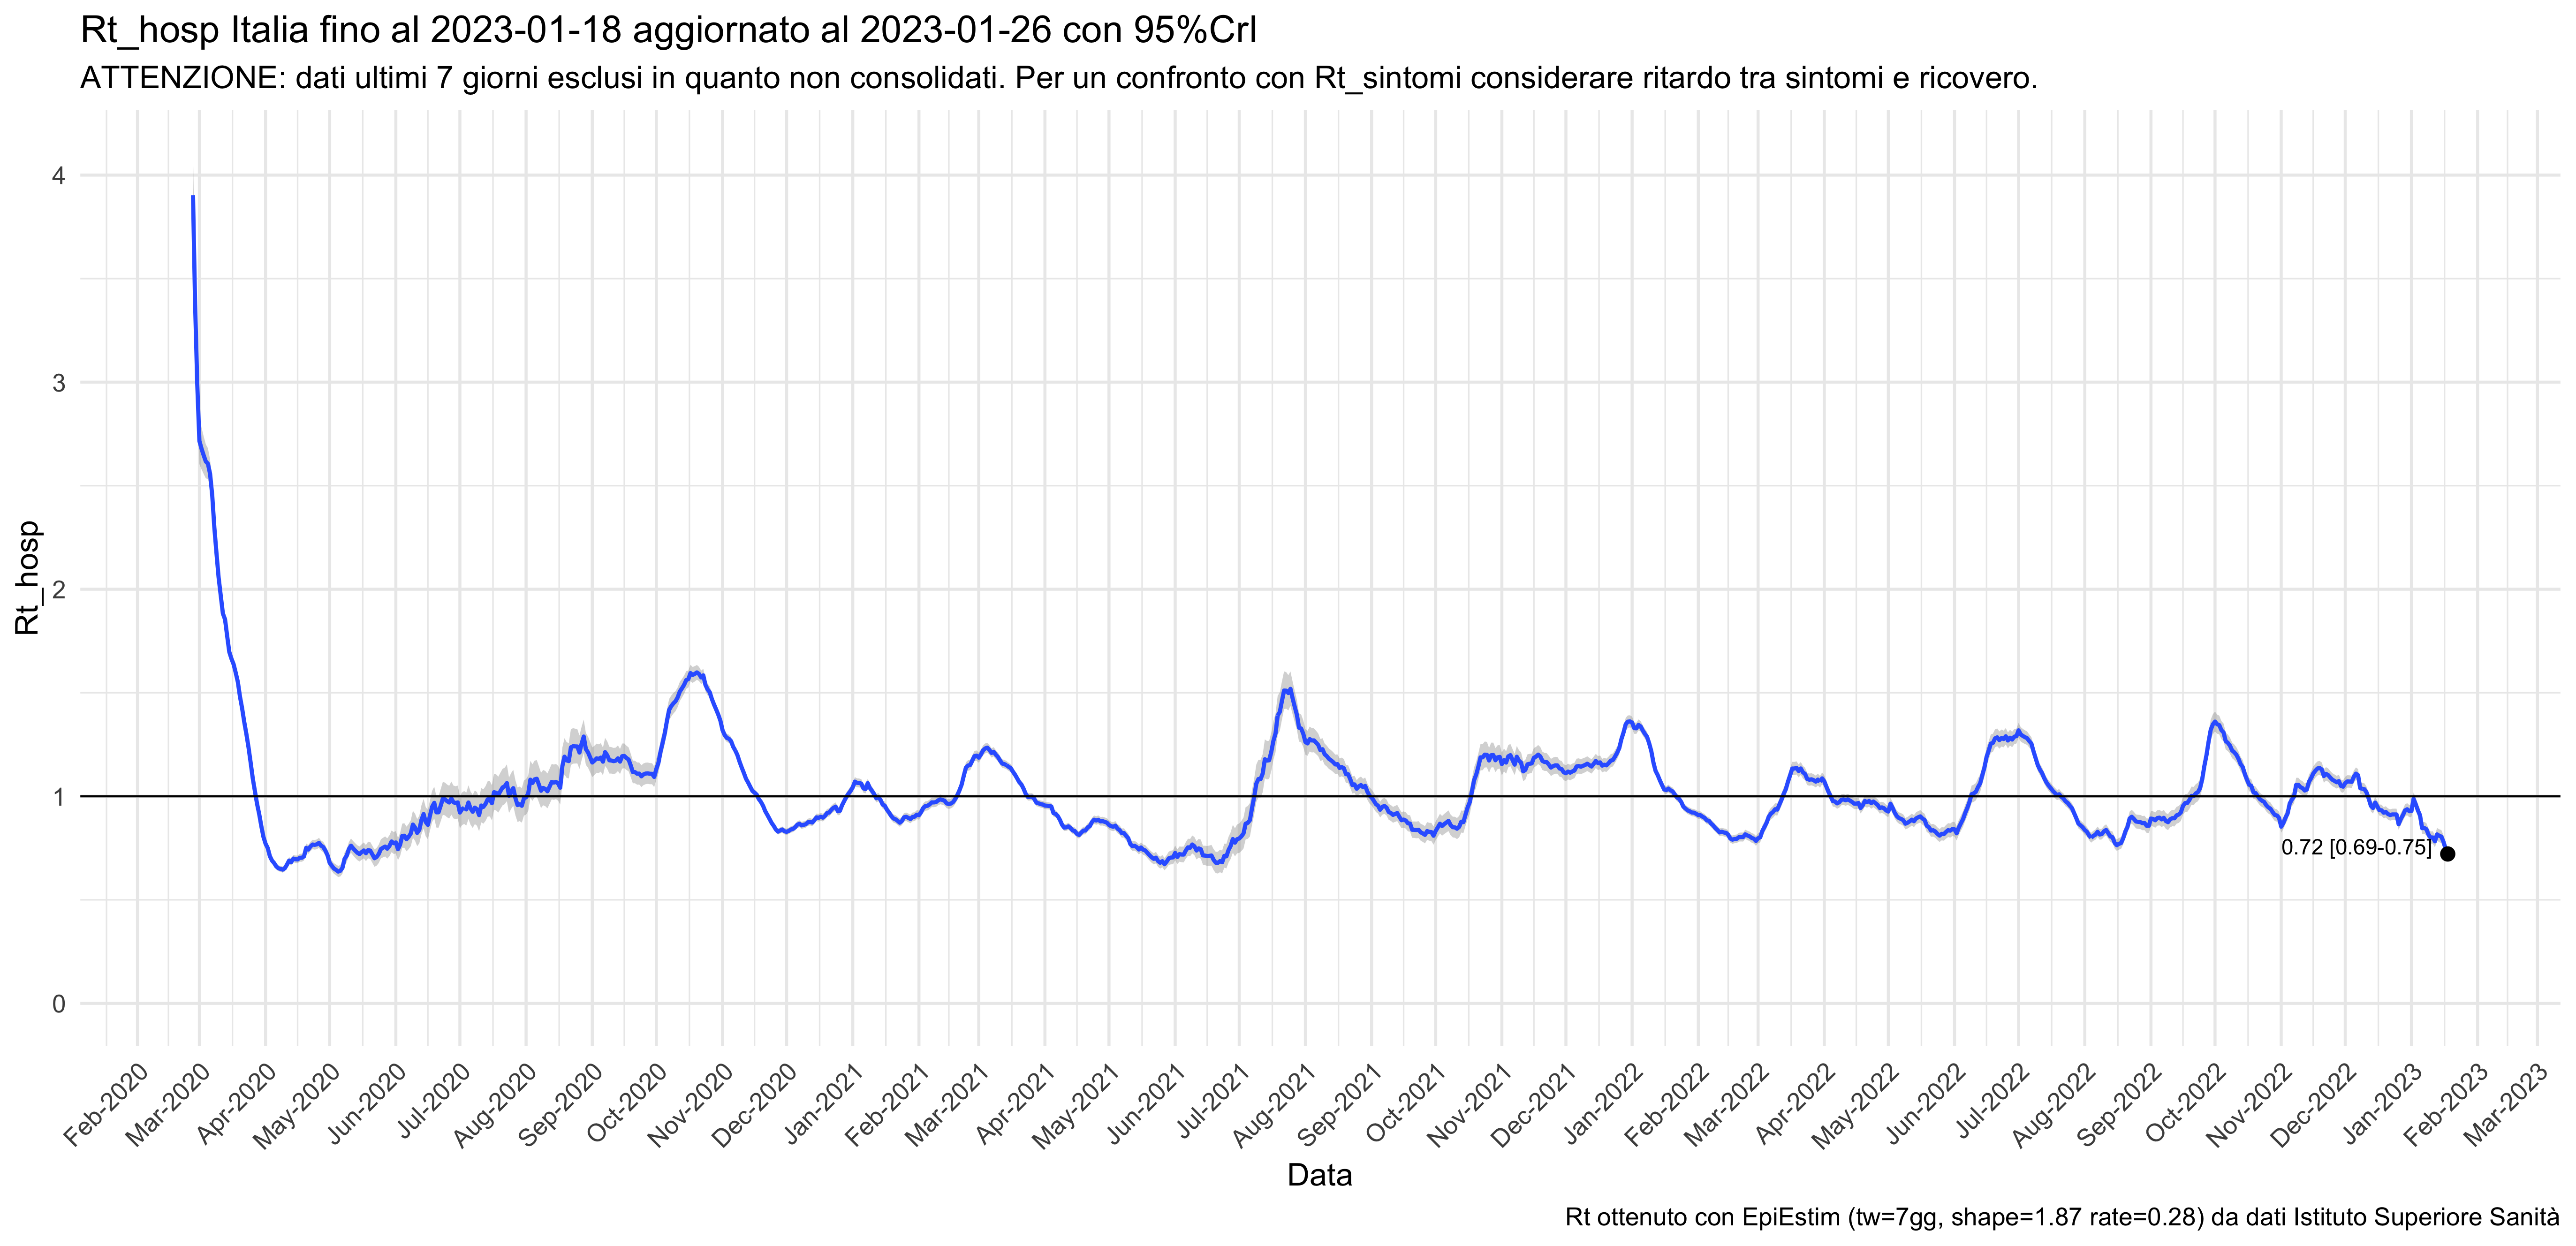 Rt_hosp Italia fino al 2023-01-18 aggiornato al 2023-01-26 con 95%CrI
ATTENZIONE: dati ultimi 7 giorni esclusi in quanto non consolidati. Per un confronto con Rt_sintomi considerare ritardo tra sintomi e ricovero.
4
3
2
1
0
Rt_hosp
0.72 [0.69-0.75]
Feb-2020
Mar-2020
Apr-2020
May-2020
Jun-2020
Jul-2020
Aug-2020
Sep-2020
Oct-2020
Nov-2020
Dec-2020
Jan-2021
Feb-2021
Mar-2021
Apr-2021
May-2021
Jun-2021
Jul-2021
Aug-2021
Sep-2021
Oct-2021
Nov-2021
Dec-2021
Jan-2022
Feb-2022
Mar-2022
Apr-2022
May-2022
Jun-2022
Jul-2022
Aug-2022
Sep-2022
Oct-2022
Nov-2022
Dec-2022
Jan-2023
Feb-2023
Mar-2023
Data
Rt ottenuto con EpiEstim (tw=7gg, shape=1.87 rate=0.28) da dati Istituto Superiore Sanità